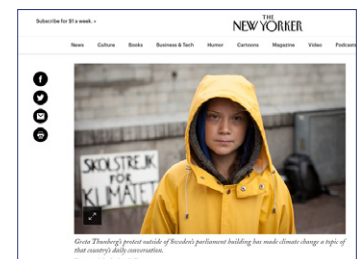 Subscribe for $1 a week. »
THE
NEW YORKER
News Culture Books Business & Tech Humor Cartoons Magazine Video Podcasts
SKOLSTREJK
FÖR
KLIMATET
Greta Thunberg's protest outside of Sweden's parliament building has made climate change a topic of
that country's daily conversation.